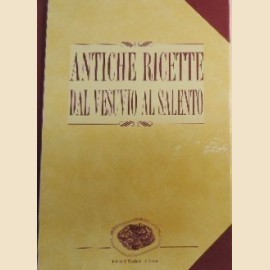 ANTICHE RICETTE
DAL VESUVIO AL SALENTO